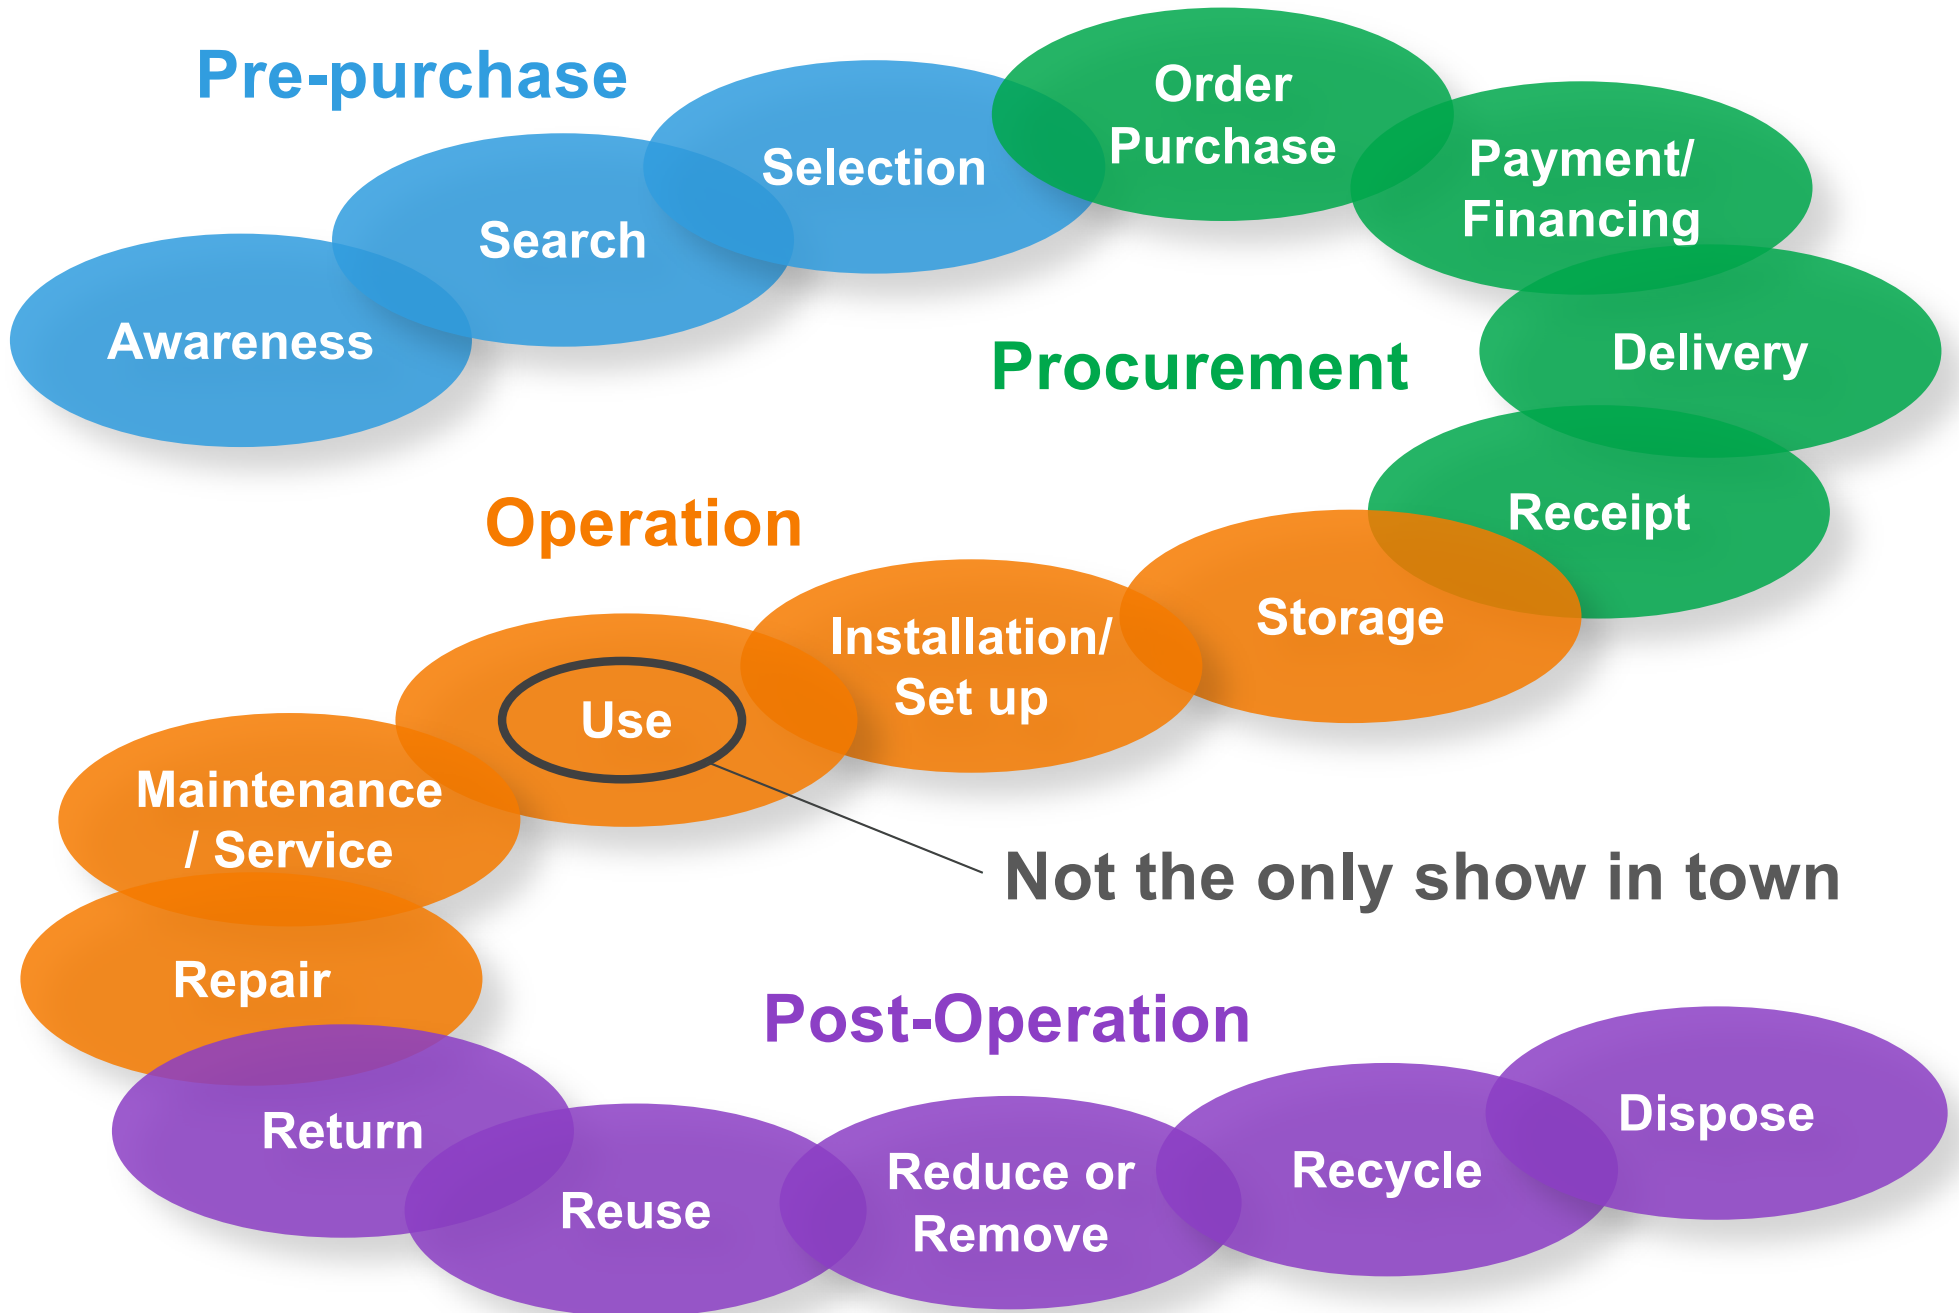 Pre-purchase
Awareness
Search
Selection
Order
Purchase
Payment/
Financing
Delivery
Procurement
Receipt
Operation
Storage
Installation/
Set up
Use
Not the only show in town
Maintenance
/ Service
Repair
Post-Operation
Return
Reuse
Reduce or
Remove
Recycle
Dispose